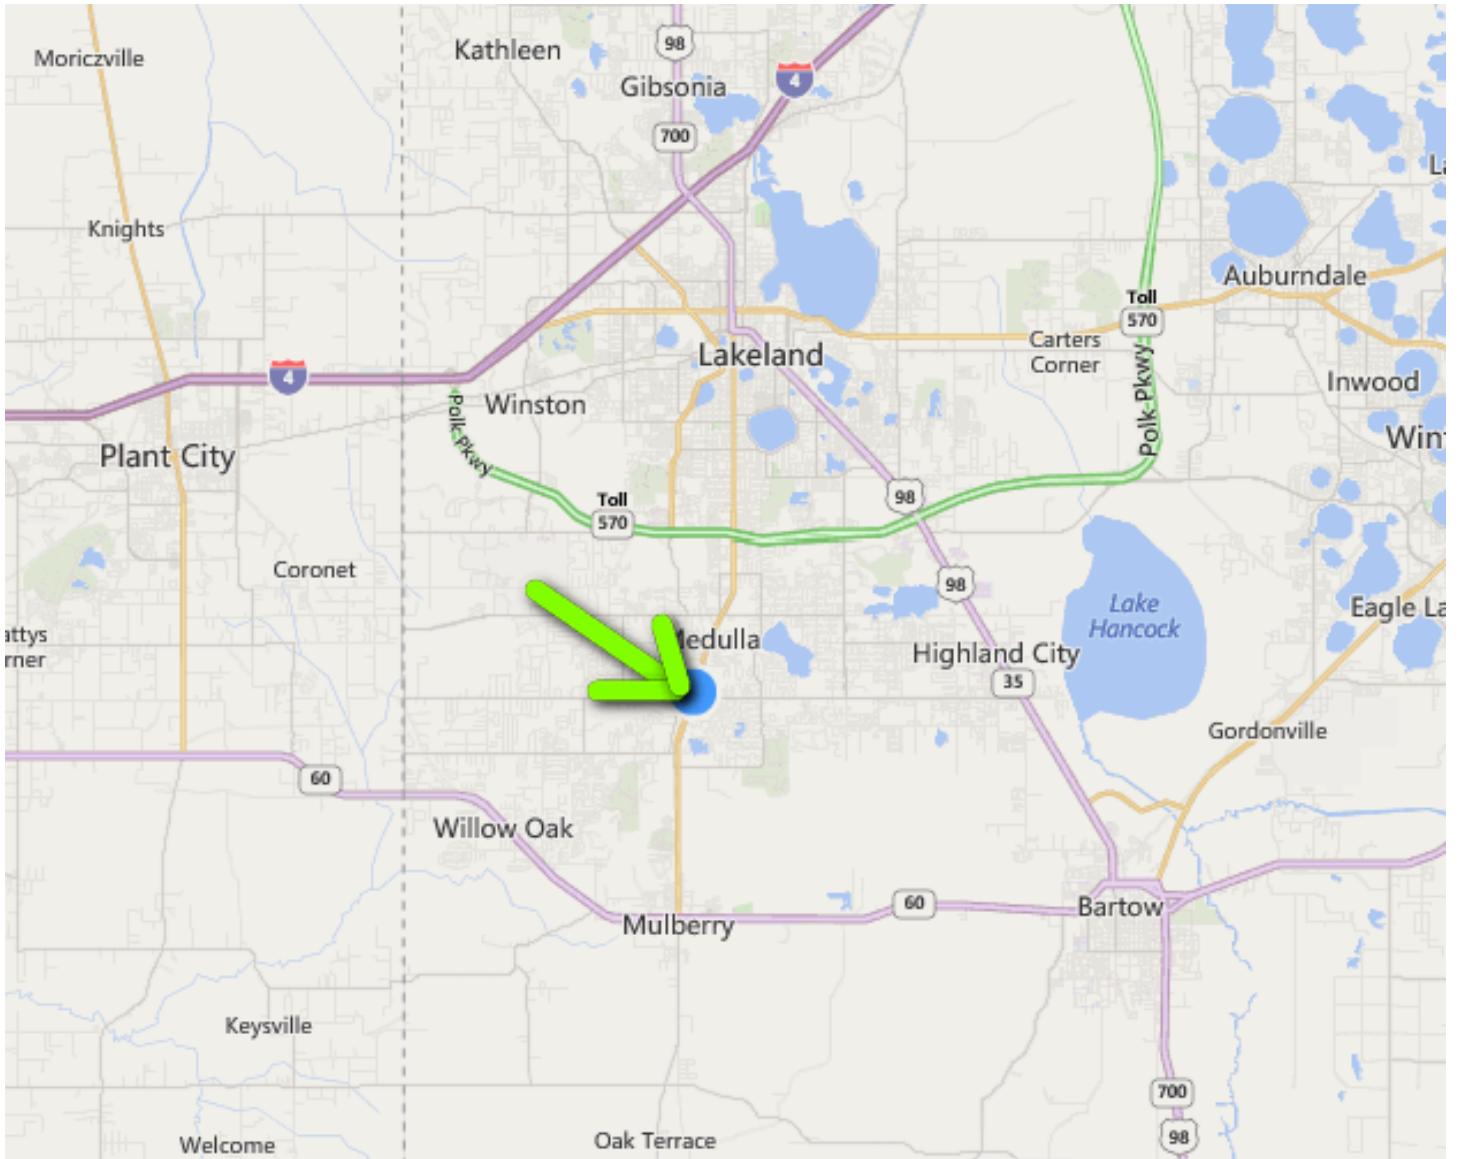 Moriczville
Kathleen
98
Gibsonia
4
700
Knights
Auburndale
Toll
570
Carters
Corner
Lakeland
4
Inwood
Winston
Polk Pkwy
Polk Pkwy
Plant City
98
Toll
570
Coronet
98
Lake
Hancock
Highland City
35
Gordonville
60
Willow Oak
60
Bartow
Mulberry
Keysville
700
98
Welcome
Oak Terrace